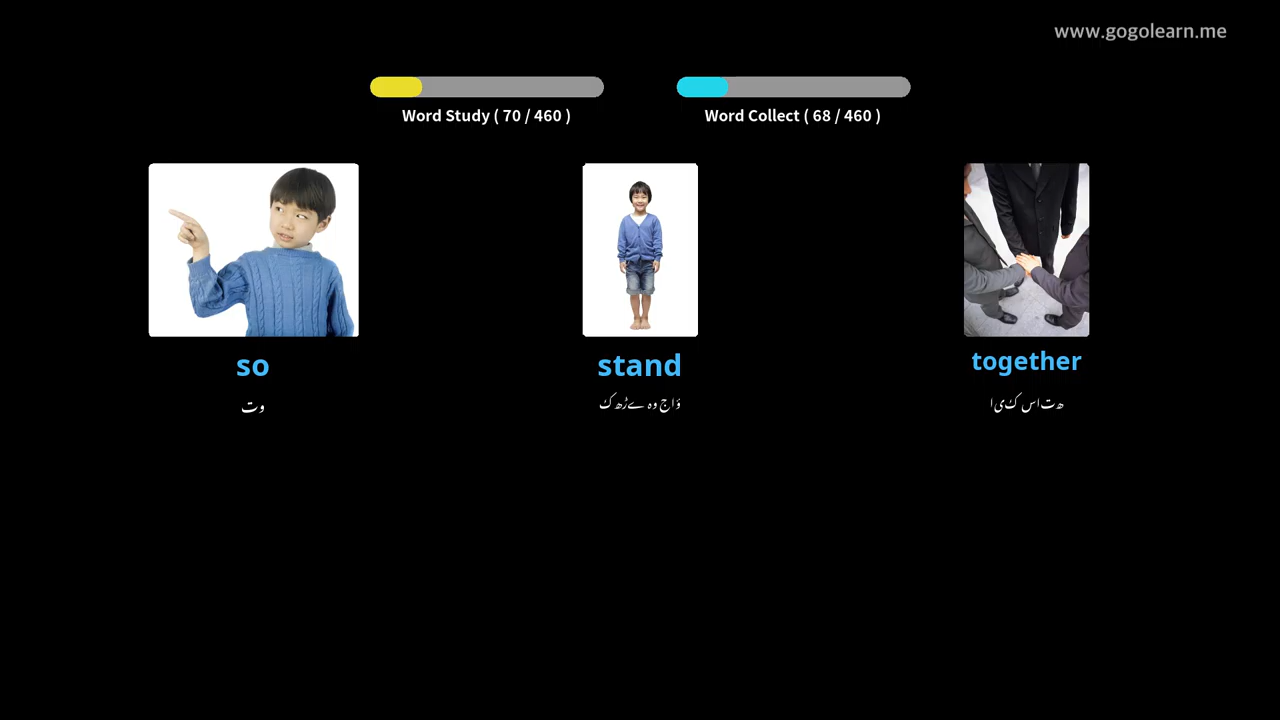 www.gogolearn.me
Word Study ( 70 / 460 )
Word Collect ( 68 / 460 )
so
stand
together
وت
ؤاج وہ ےڑھک
ھتاس کیا